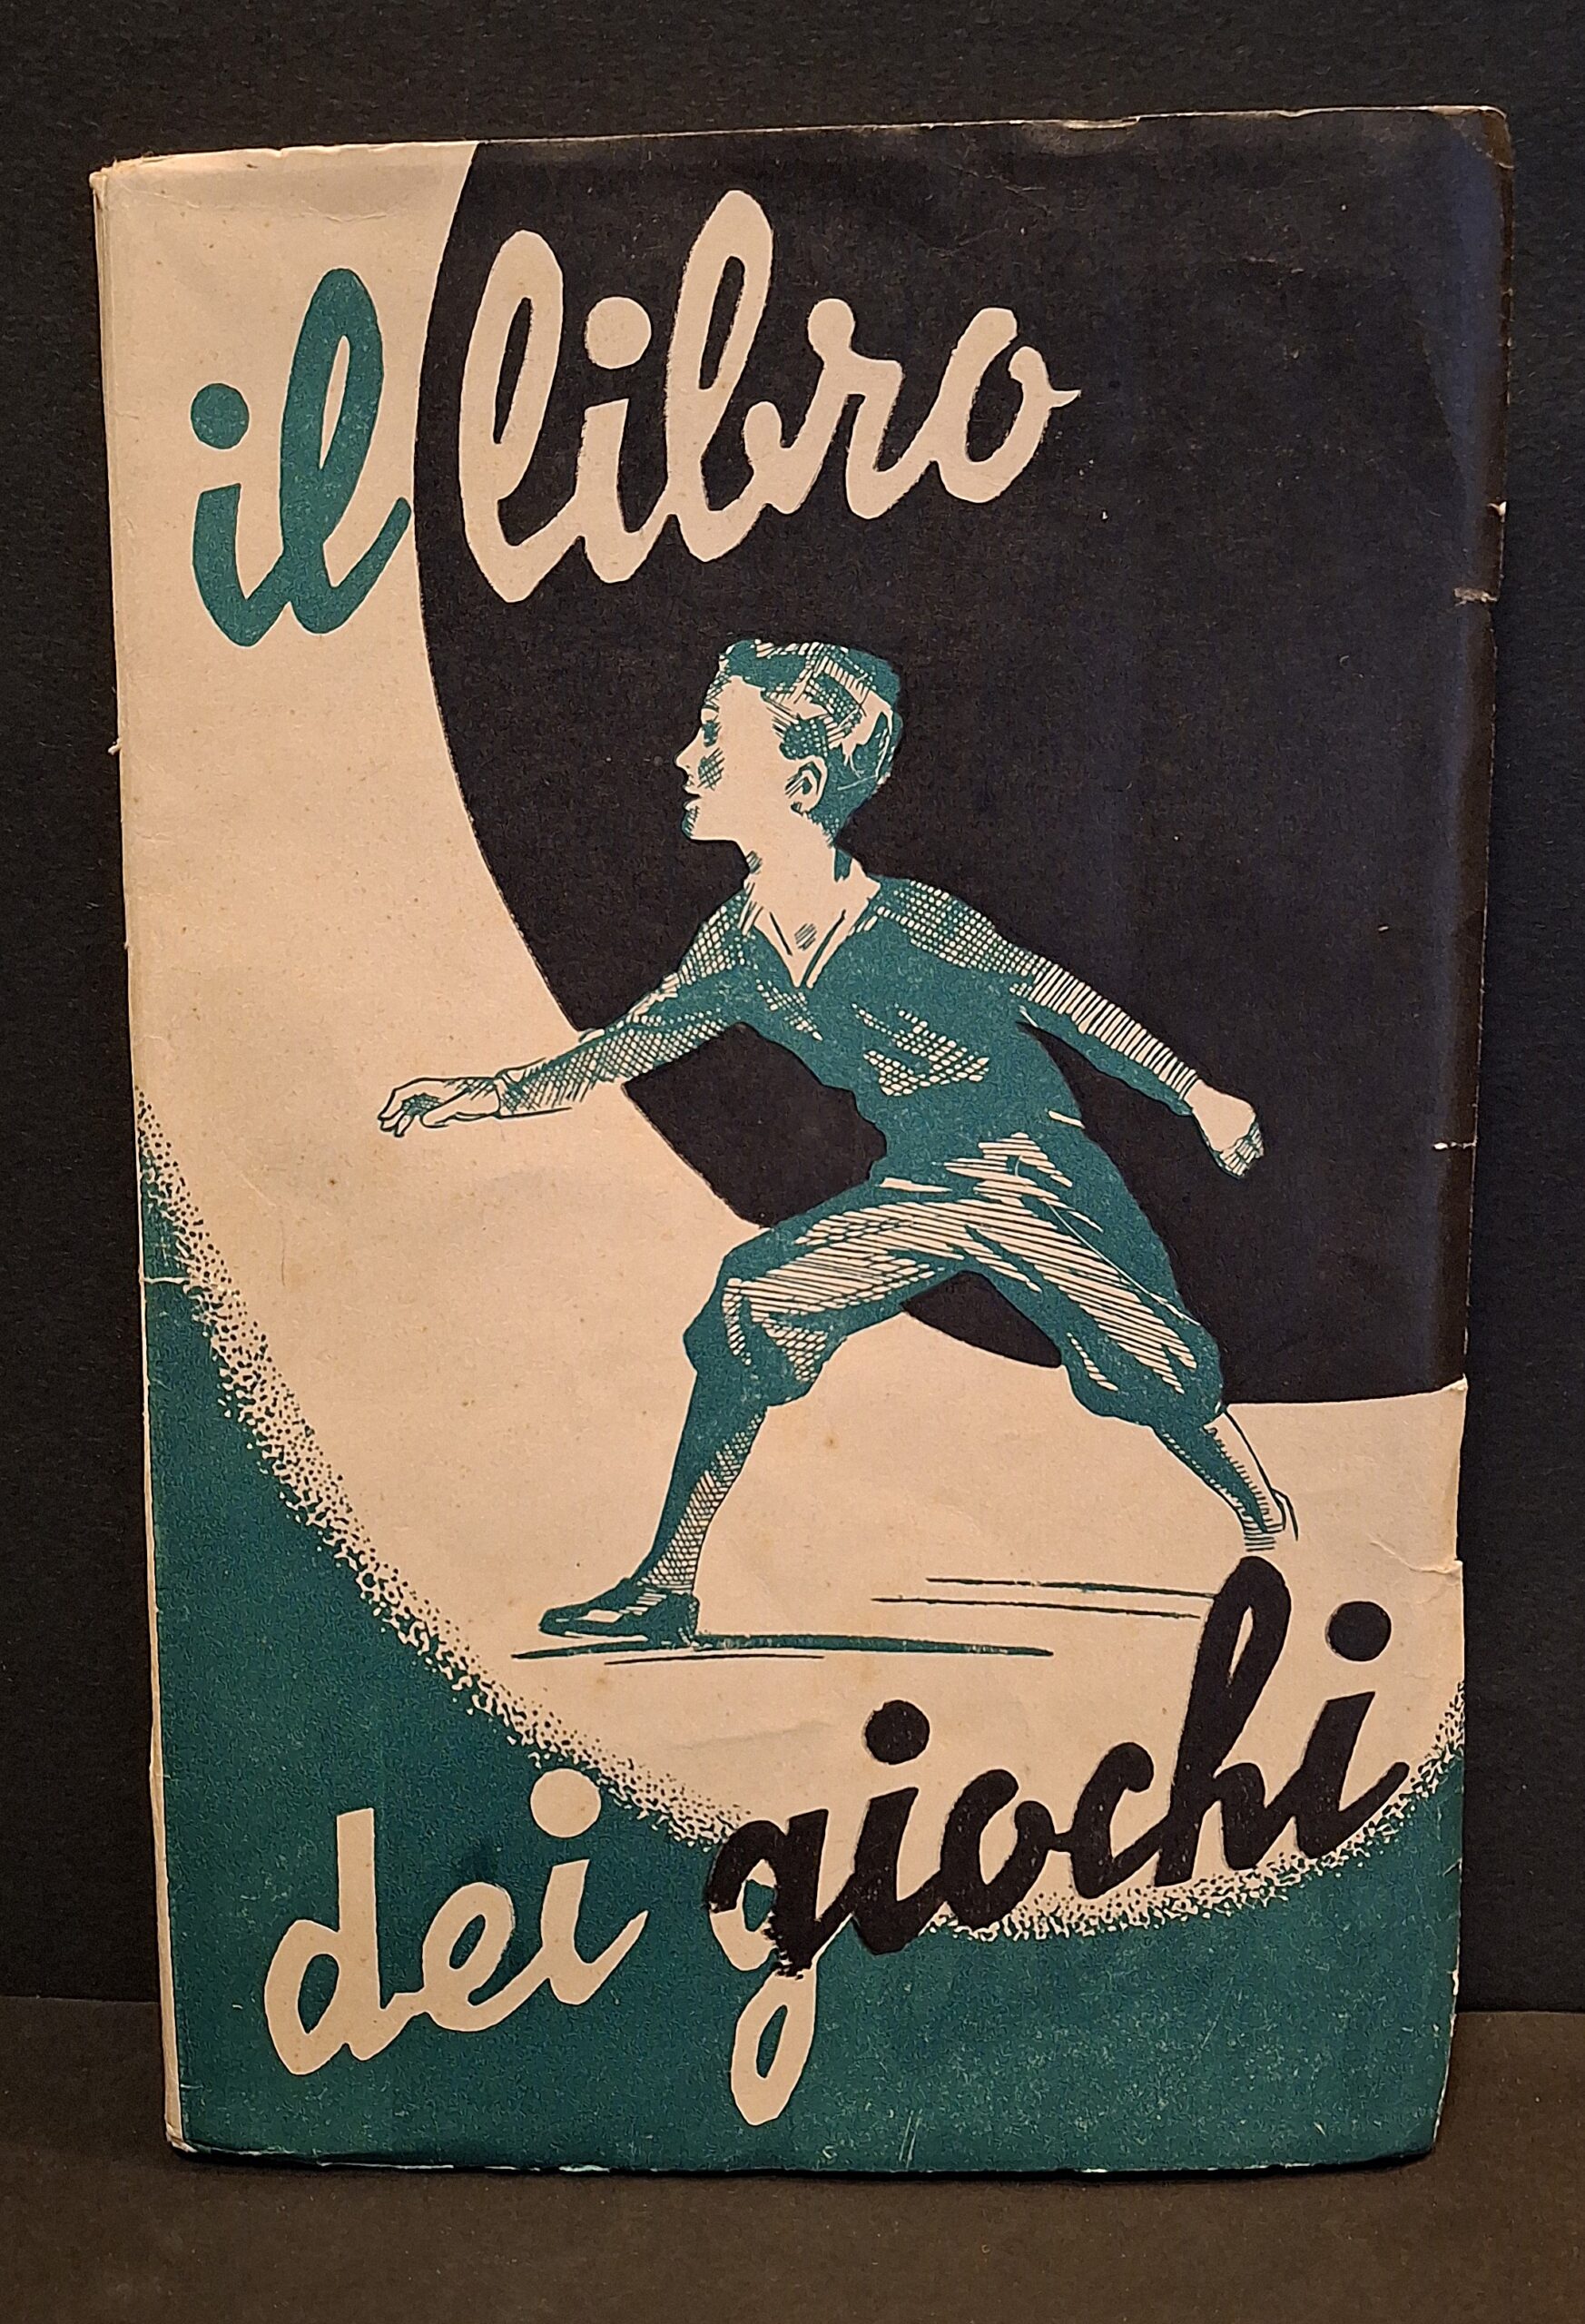 il libro
dei giochi